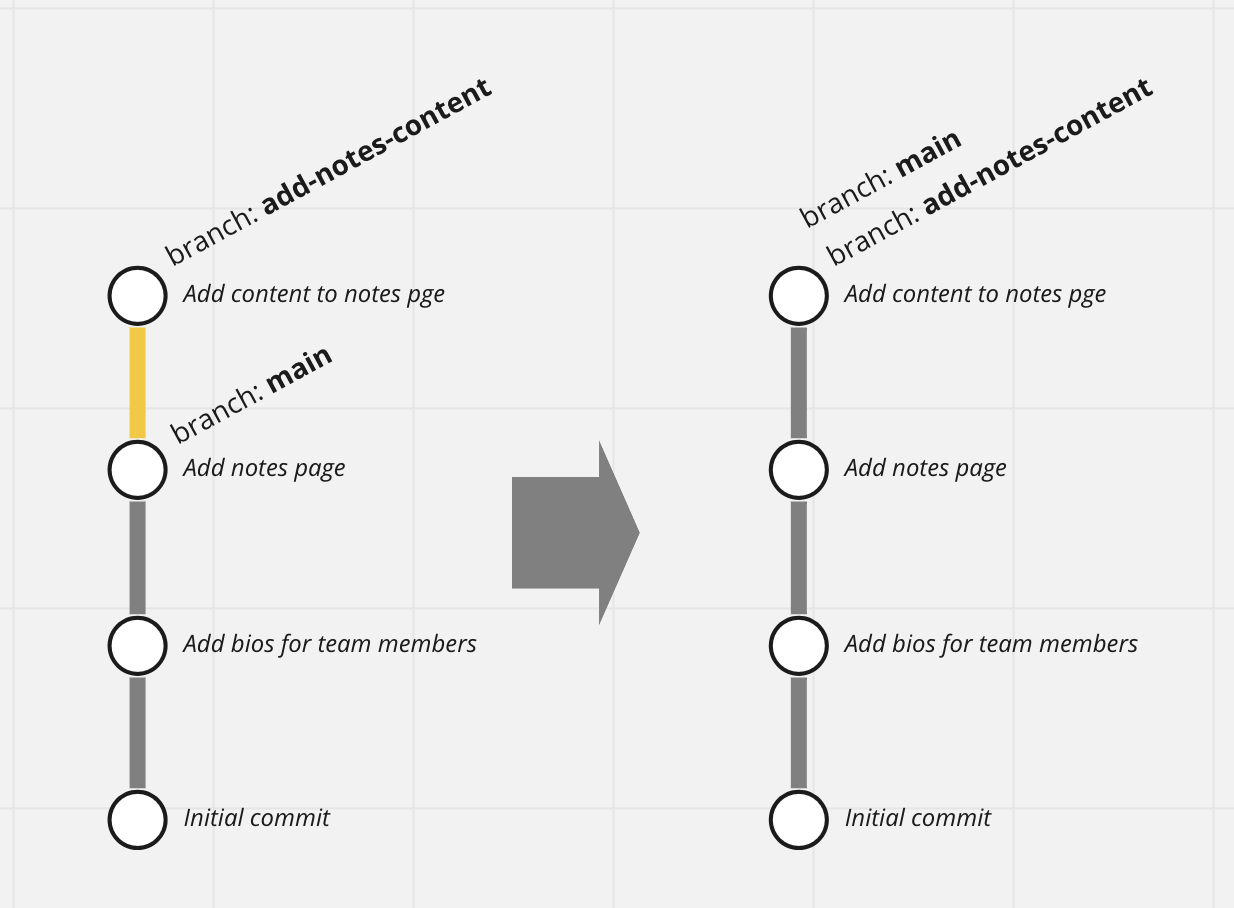 branch: add-notes-content
Add content to notes pge
branch: main
Add notes page
Add bios for team members
Initial commit
branch: main
branch: add-notes-content
Add content to notes pge
Add notes page
Add bios for team members
Initial commit